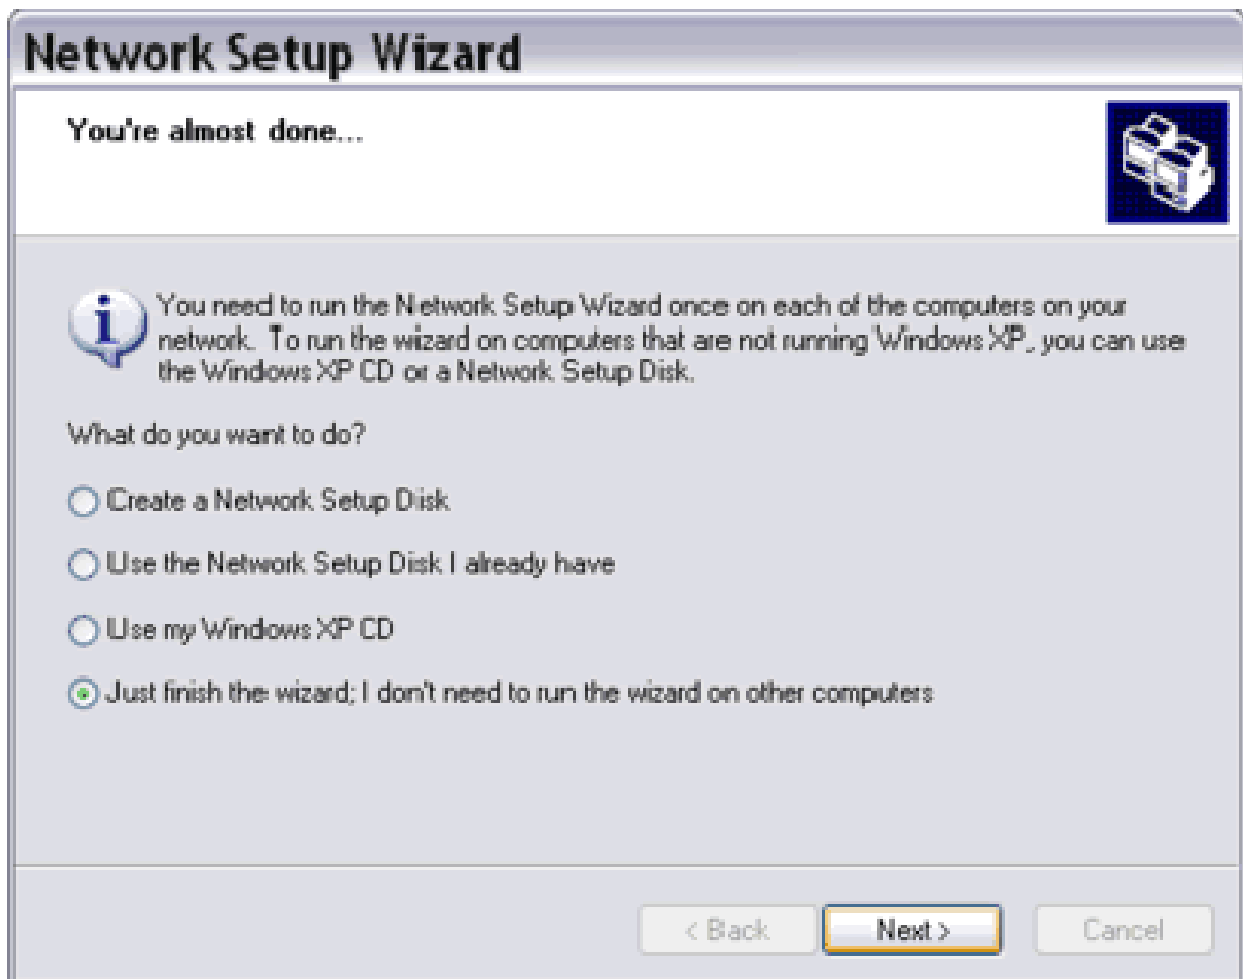 Network Setup Wizard
You're almost done...
You need to run the Network Setup Wizard once on each of the computers on your
network. To run the wizard on computers that are not running Windows XP, you can use
the Windows XP CD or a Network Setup Disk.
What do you want to do?
Create a Network Setup Disk
Use the Network Setup Disk I already have
Use my Windows XP CD
Just finish the wizard; I don't need to run the wizard on other computers
< Back
Next >
Cancel